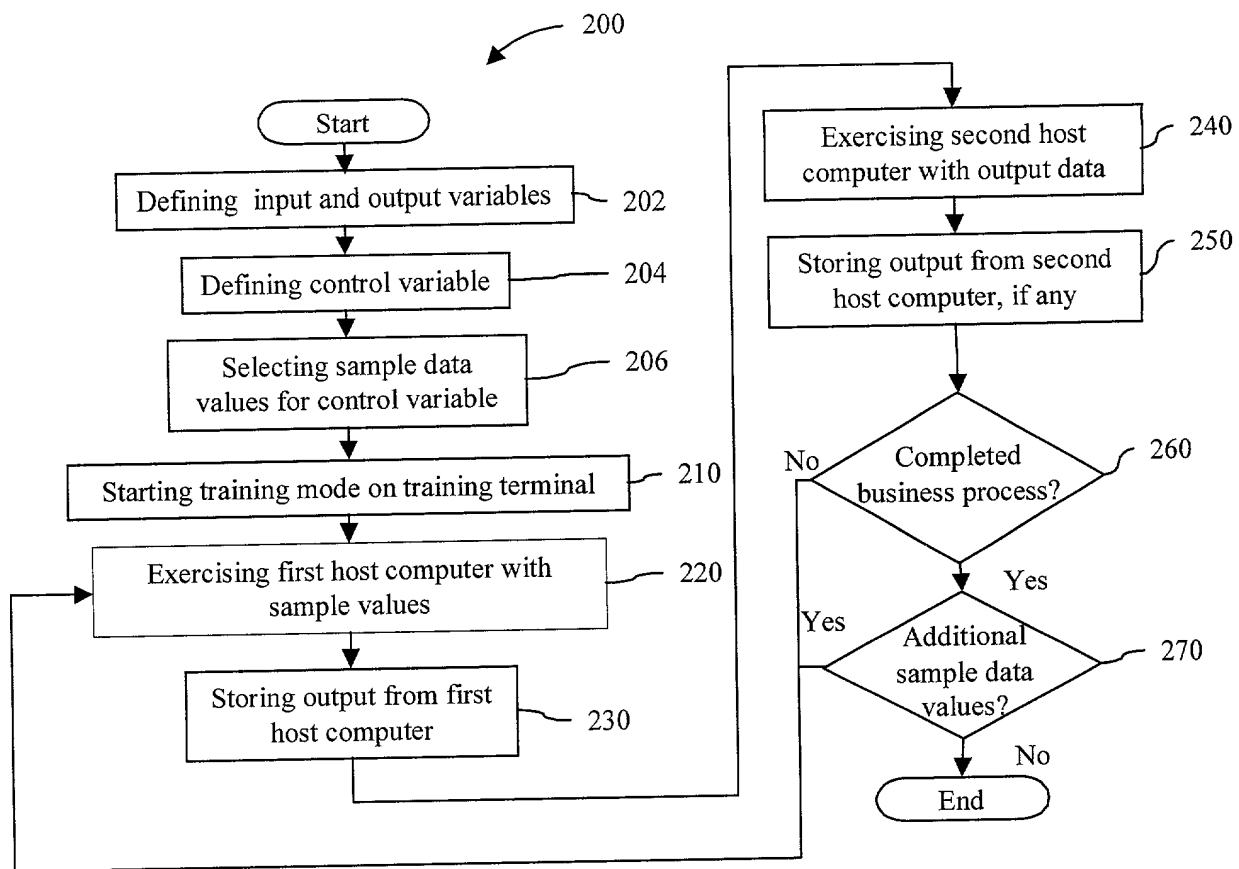 200
Start
Defining input and output variables
202
Defining control variable
204
Selecting sample data
values for control variable
206
Starting training mode on training terminal
210
Exercising first host computer with
sample values
220
Storing output from first
host computer
230
Exercising second host
computer with output data
240
Storing output from second
host computer, if any
250
No
Completed
business process?
260
Yes
Yes
Additional
sample data
values?
270
No
End